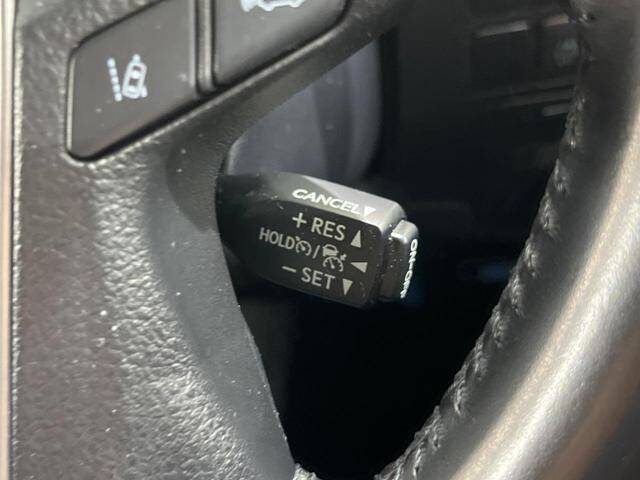 CANCEL▼
+ RES ▲
HOLD / ◀
− SET ▼
ON-OFF